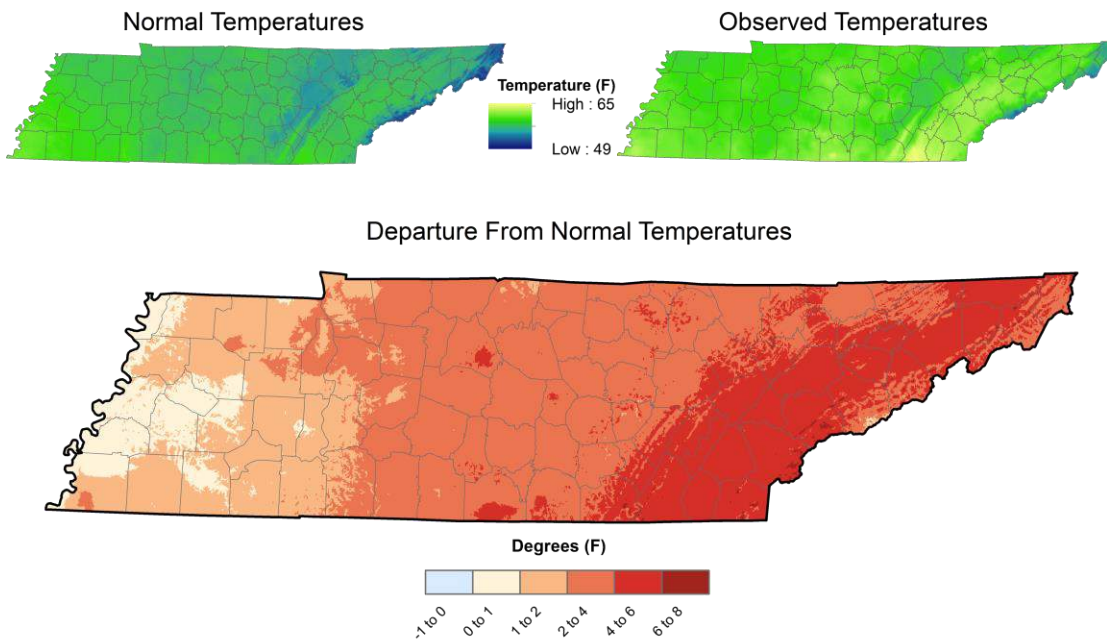 Normal Temperatures
Observed Temperatures
Temperature (F)
High : 65
Low : 49
Departure From Normal Temperatures
Degrees (F)
-1 to 0
0 to 1
1 to 2
2 to 4
4 to 6
6 to 8